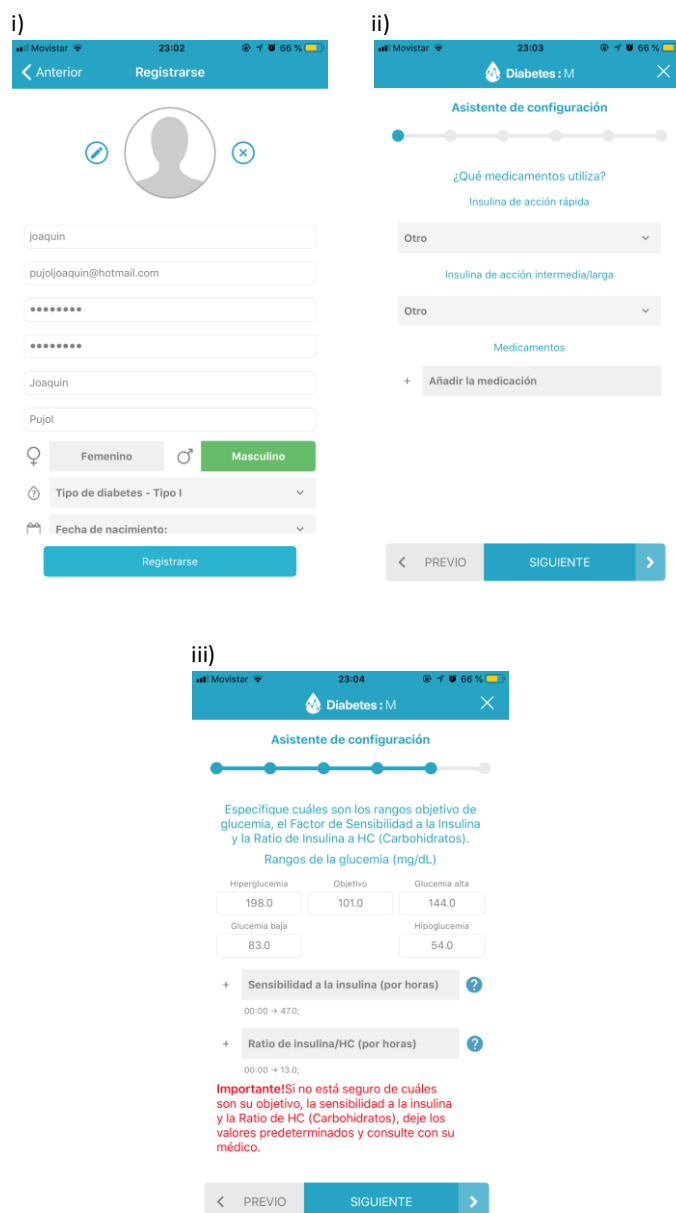 i)
Movistar 23:02 66 %
Anterior Registrarse
joaquin
pujoljoaquin@hotmail.com
••••••••
••••••••
Joaquin
Pujol
Femenino Masculino
Tipo de diabetes - Tipo I
Fecha de nacimiento:
Registrarse
ii)
Movistar 23:03 66 %
Diabetes : M
Asistente de configuración
¿Qué medicamentos utiliza?
Insulina de acción rápida
Otro
Insulina de acción intermedia/larga
Otro
Medicamentos
+ Añadir la medicación
PREVIO SIGUIENTE
iii)
Movistar 23:04 66 %
Diabetes : M
Asistente de configuración
Especifique cuáles son los rangos objetivo de
glucemia, el Factor de Sensibilidad a la Insulina
y la Ratio de Insulina a HC (Carbohidratos).
Rangos de la glucemia (mg/dL)
Hiperglucemia Objetivo Glucemia alta
198.0 101.0 144.0
Glucemia baja Hipoglucemia
83.0 54.0
+ Sensibilidad a la insulina (por horas) ?
00:00 → 47.0;
+ Ratio de insulina/HC (por horas) ?
00:00 → 13.0;
Importante!Si no está seguro de cuáles
son su objetivo, la sensibilidad a la insulina
y la Ratio de HC (Carbohidratos), deje los
valores predeterminados y consulte con su
médico.
PREVIO SIGUIENTE